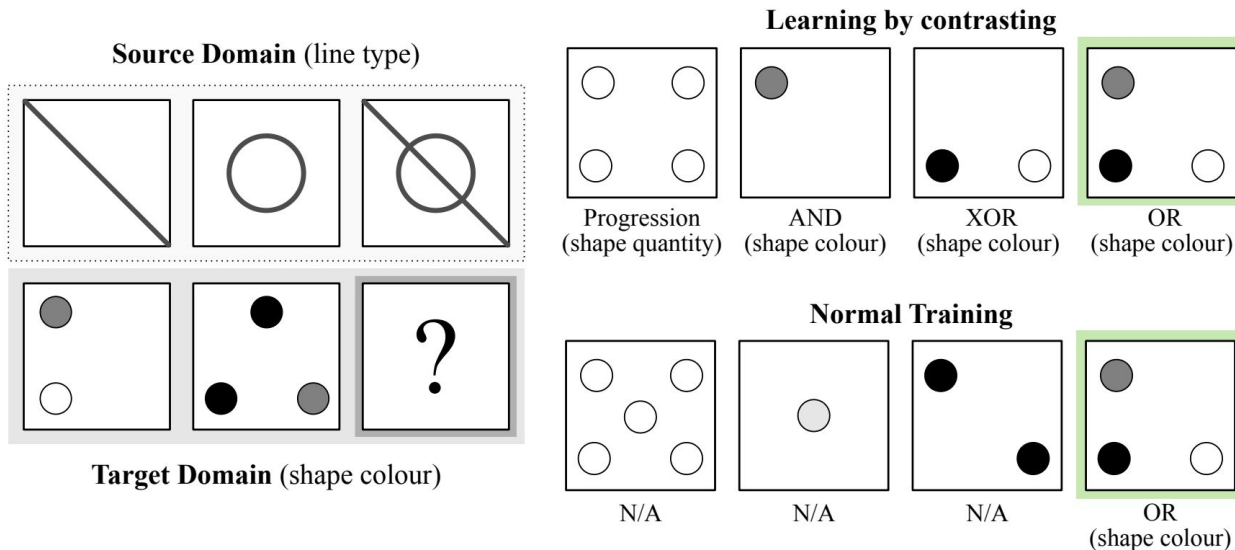 Source Domain (line type)
?
Target Domain (shape colour)
Learning by contrasting
Progression
(shape quantity)
AND
(shape colour)
XOR
(shape colour)
OR
(shape colour)
Normal Training
N/A
N/A
N/A
OR
(shape colour)